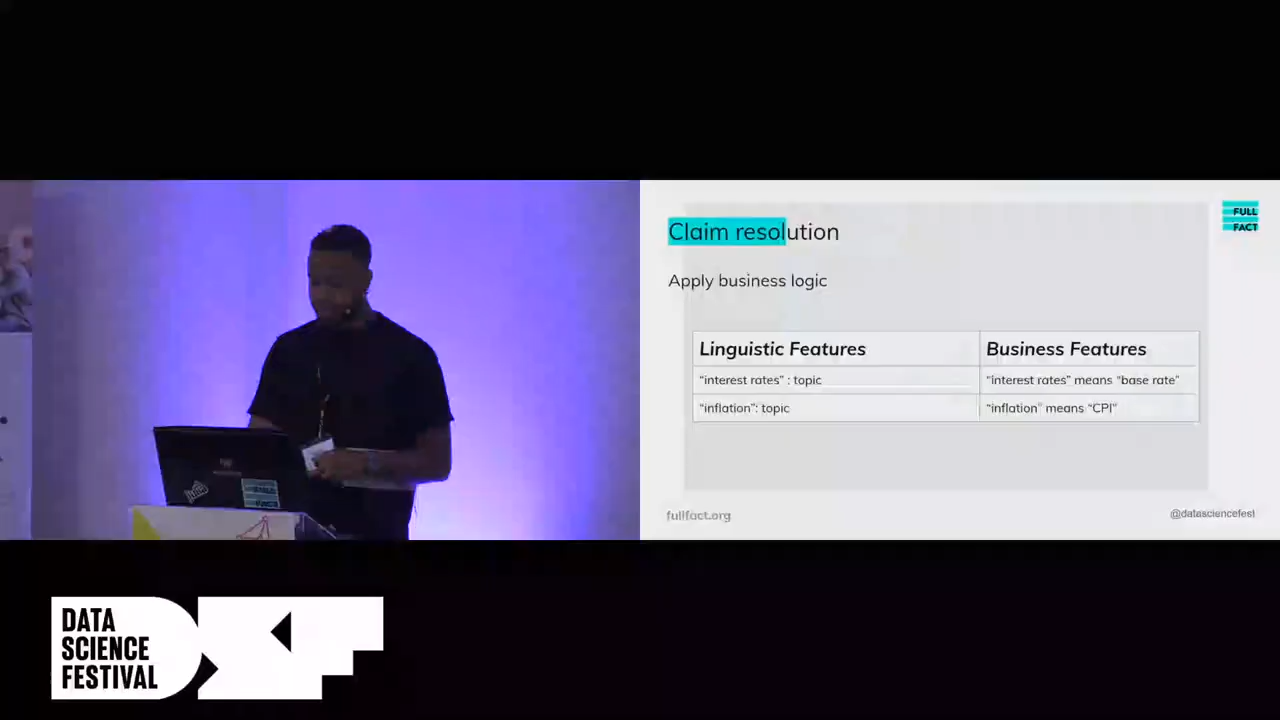 Claim resolution
FULL
FACT
Apply business logic
Linguistic Features
Business Features
"interest rates" : topic
"interest rates" means "base rate"
"inflation": topic
"inflation" means "CPI"
fullfact.org
@datasciencefest
DATA
SCIENCE
FESTIVAL